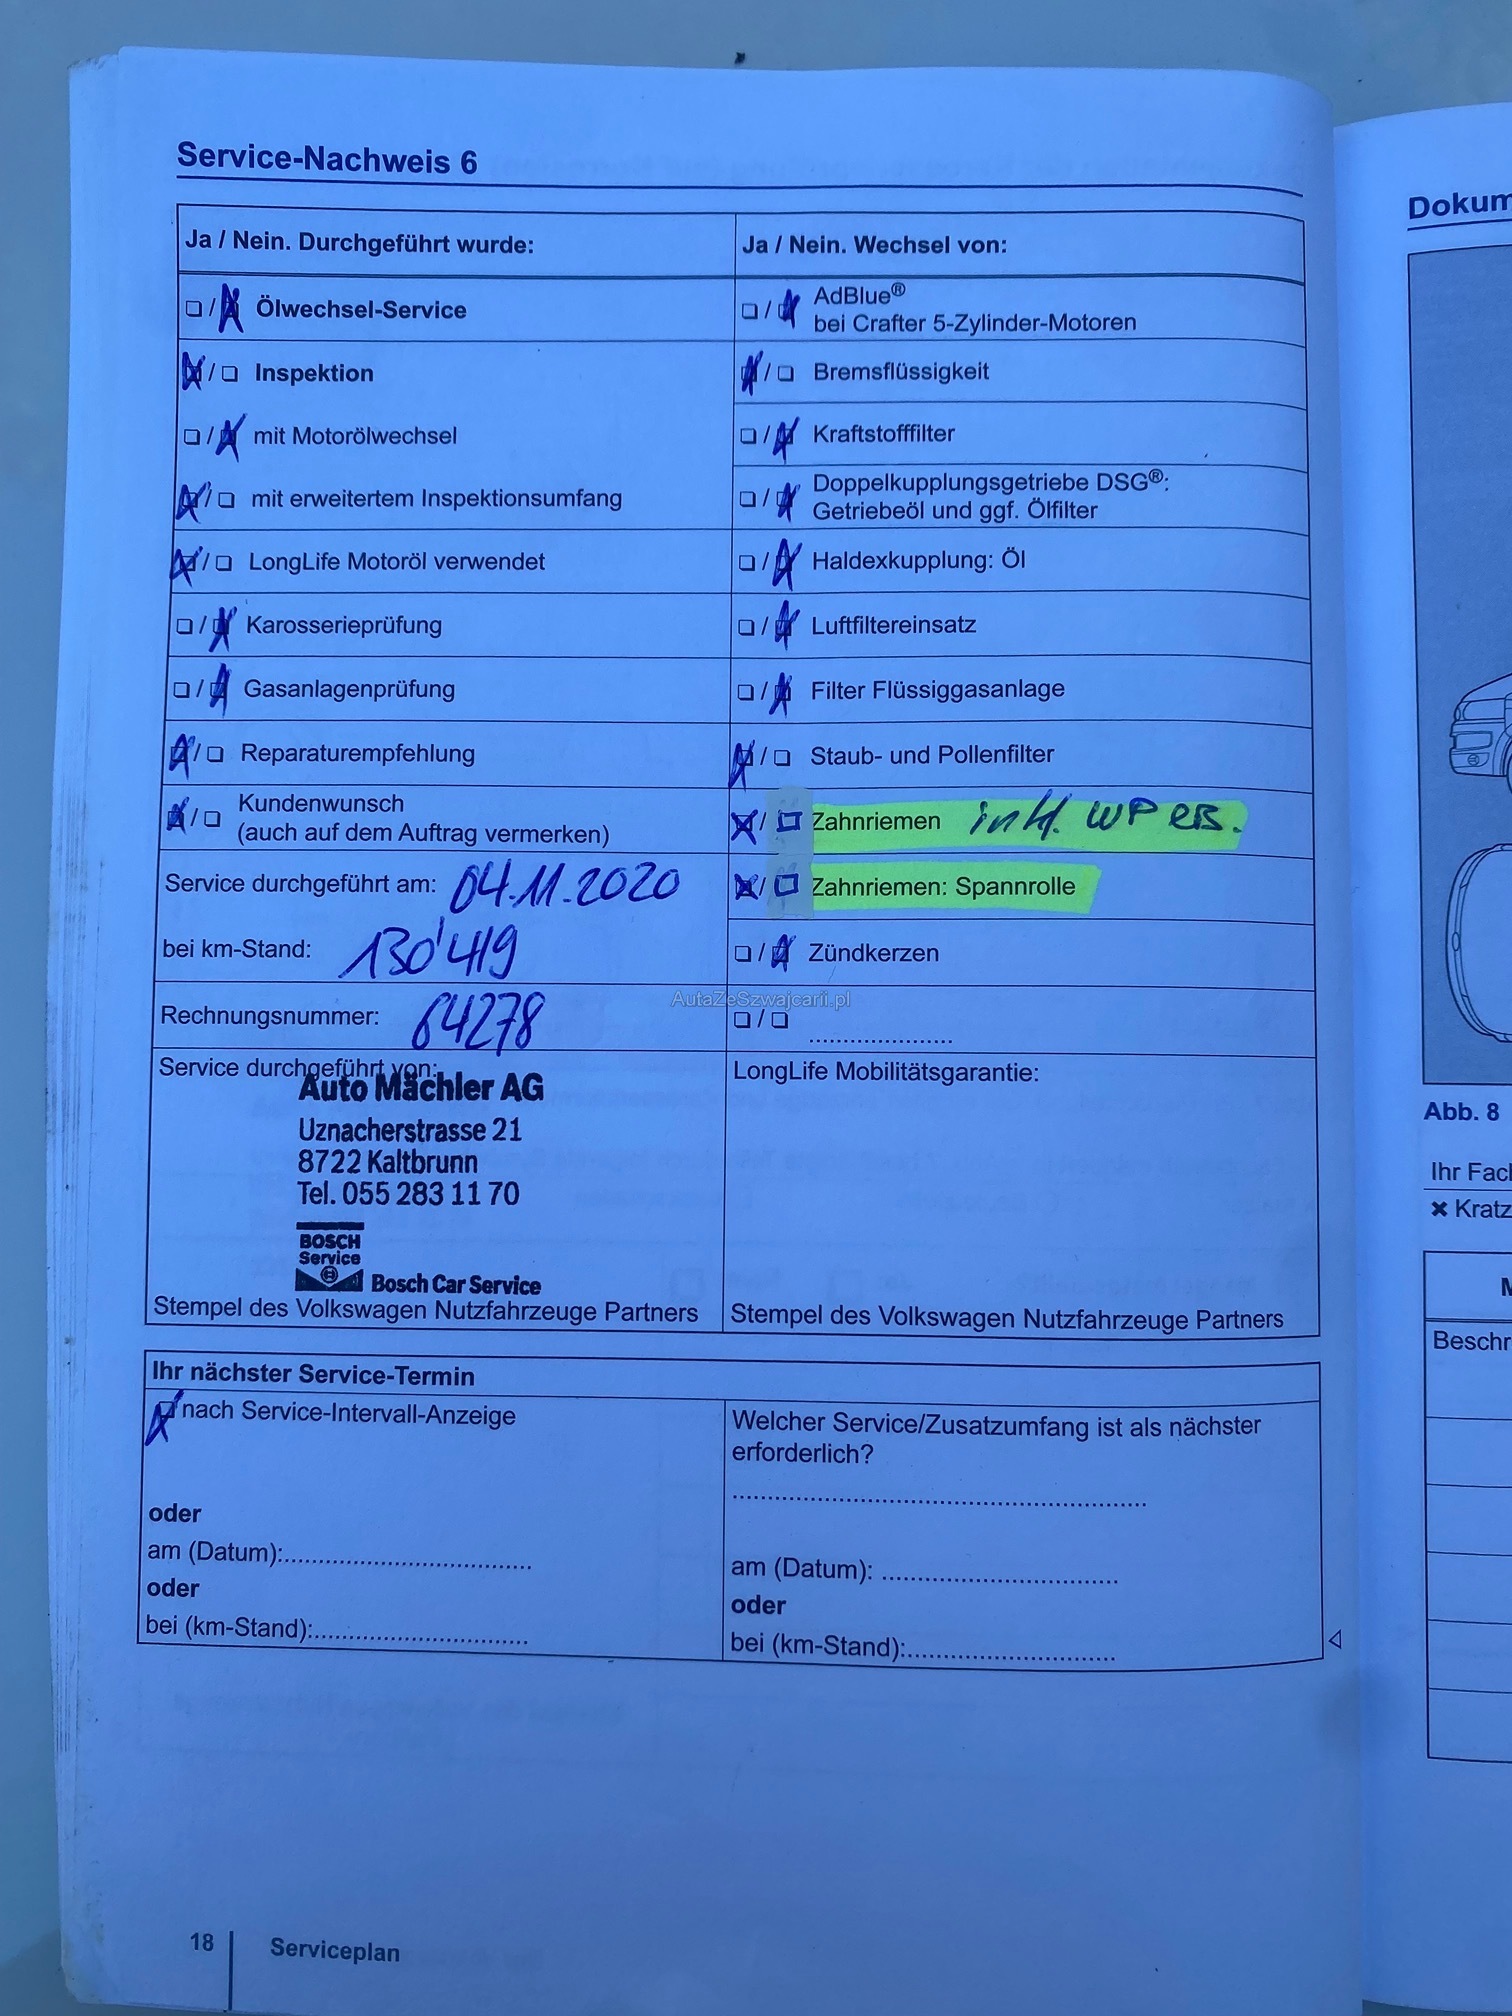 Service-Nachweis 6
Ja / Nein. Durchgeführt wurde:
Ja / Nein. Wechsel von:
Ölwechsel-Service
AdBlue®
bei Crafter 5-Zylinder-Motoren
Inspektion
Bremsflüssigkeit
mit Motorölwechsel
Kraftstofffilter
mit erweitertem Inspektionsumfang
Doppelkupplungsgetriebe DSG®:
Getriebeöl und ggf. Ölfilter
LongLife Motoröl verwendet
Haldexkupplung: Öl
Karosserieprüfung
Luftfiltereinsatz
Gasanlagenprüfung
Filter Flüssiggasanlage
Reparaturempfehlung
Staub- und Pollenfilter
Kundenwunsch
(auch auf dem Auftrag vermerken)
Zahnriemen inkl. WP ers.
Service durchgeführt am: 04.11.2020
Zahnriemen: Spannrolle
bei km-Stand: 130'419
Zündkerzen
AutaZeSzwajcarii.pl
Rechnungsnummer: 64278
Service durchgeführt von:
Auto Mächler AG
Uznacherstrasse 21
8722 Kaltbrunn
Tel. 055 283 11 70
BOSCH
Service
Bosch Car Service
Stempel des Volkswagen Nutzfahrzeuge Partners
LongLife Mobilitätsgarantie:
Stempel des Volkswagen Nutzfahrzeuge Partners
Ihr nächster Service-Termin
nach Service-Intervall-Anzeige
oder
am (Datum):
oder
bei (km-Stand):
Welcher Service/Zusatzumfang ist als nächster
erforderlich?
am (Datum):
oder
bei (km-Stand):
18 Serviceplan
Dokum
Abb. 8
Ihr Fac
Kratz
M
Beschr